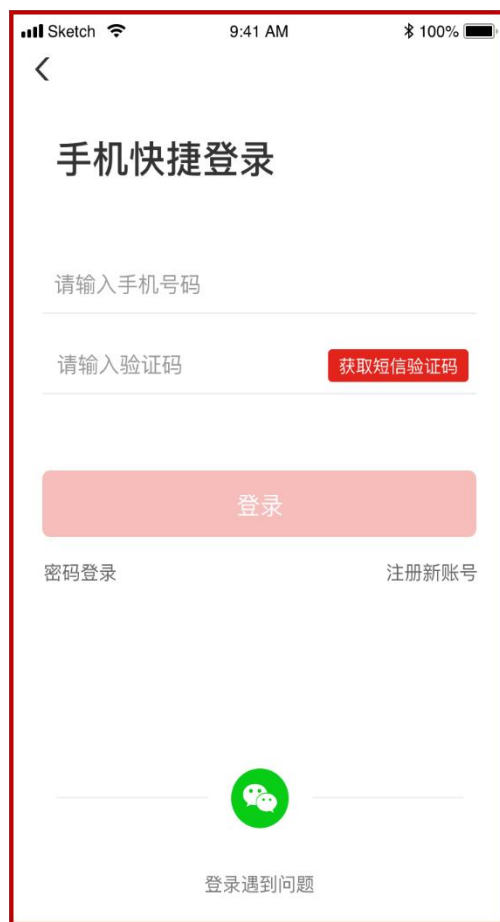 Sketch 9:41 AM 100%
手机快捷登录
请输入手机号码
请输入验证码 获取短信验证码
登录
密码登录 注册新账号
登录遇到问题